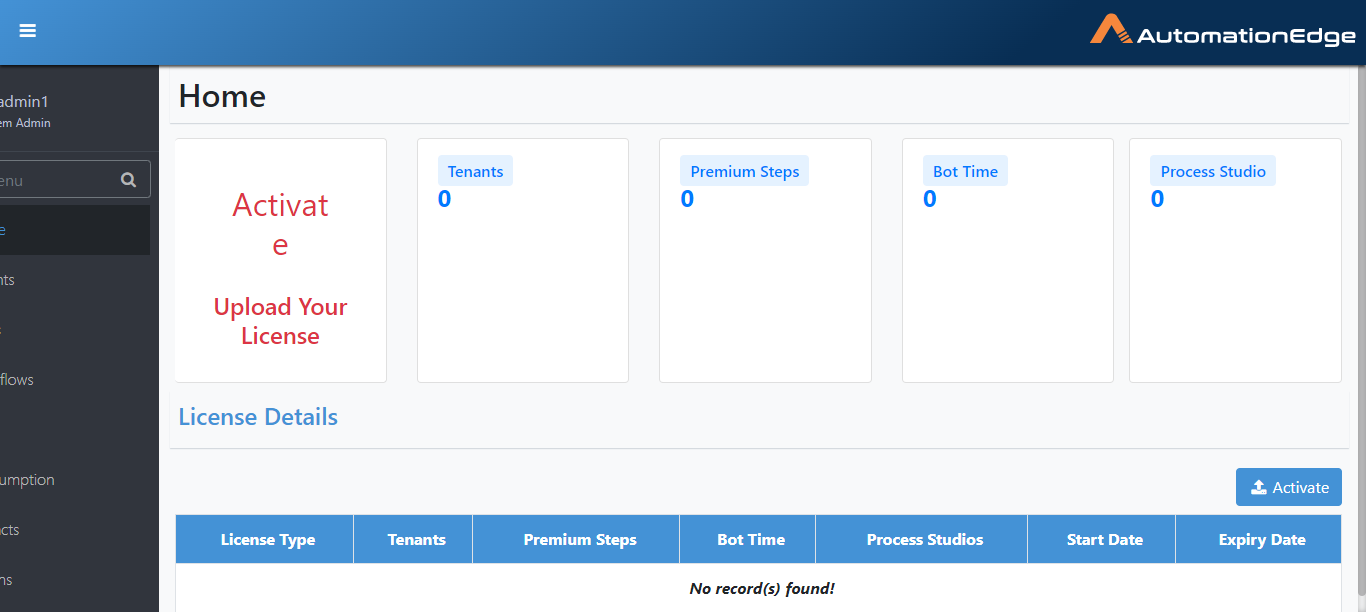 AutomationEdge
admin1
em Admin
enu
e
nts
s
flows
umption
cts
ns
Home
Activat
e
Upload Your
License
Tenants
0
Premium Steps
0
Bot Time
0
Process Studio
0
License Details
Activate
License Type Tenants Premium Steps Bot Time Process Studios Start Date Expiry Date
No record(s) found!